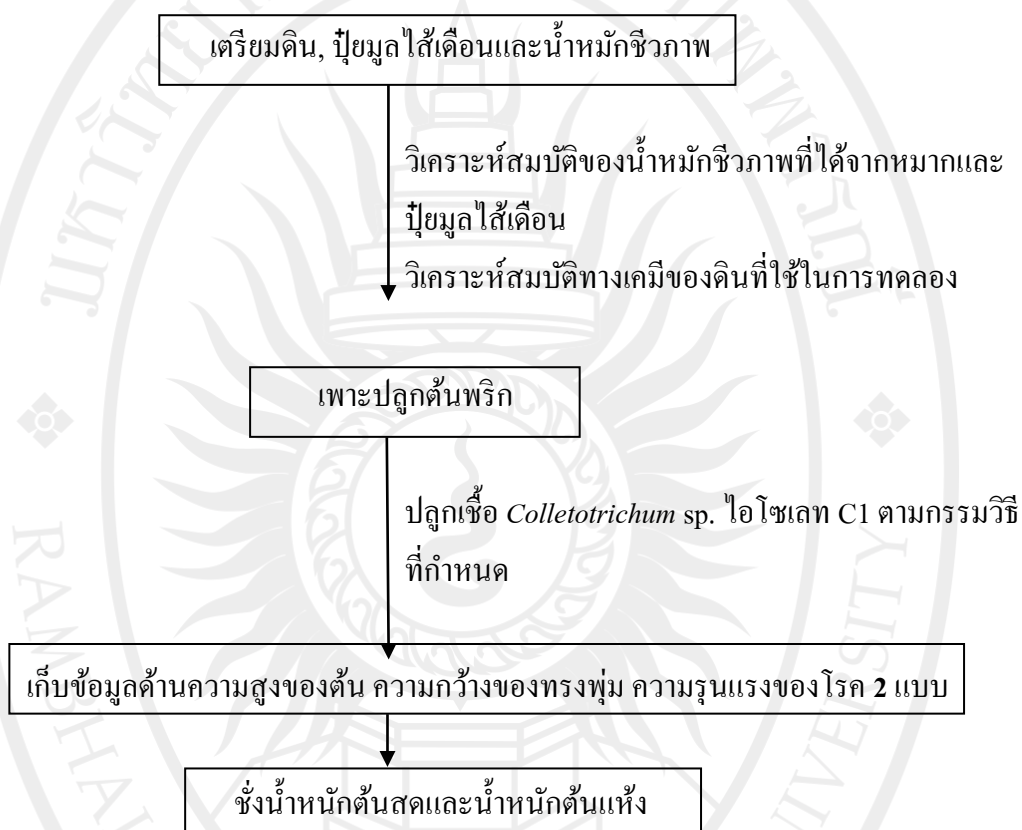 เตรียมดิน, ปุ๋ยมูลไส้เดือนและน้ำหมักชีวภาพ
วิเคราะห์สมบัติของน้ำหมักชีวภาพที่ได้จากหมากและ
ปุ๋ยมูลไส้เดือน
วิเคราะห์สมบัติทางเคมีของดินที่ใช้ในการทดลอง
เพาะปลูกต้นพริก
ปลูกเชื้อ Colletotrichum sp. ไอโซเลท C1 ตามกรรมวิธี
ที่กำหนด
เก็บข้อมูลด้านความสูงของต้น ความกว้างของทรงพุ่ม ความรุนแรงของโรค 2 แบบ
ชั่งน้ำหนักต้นสดและน้ำหนักต้นแห้ง